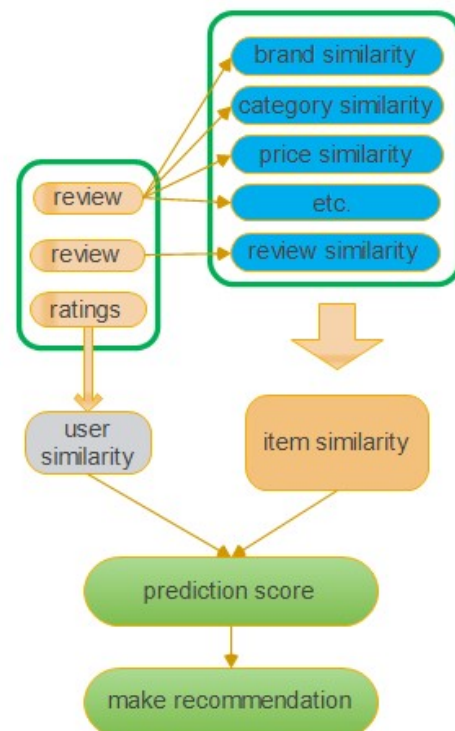 brand similarity
category similarity
price similarity
etc.
review similarity
review
review
ratings
user
similarity
item similarity
prediction score
make recommendation